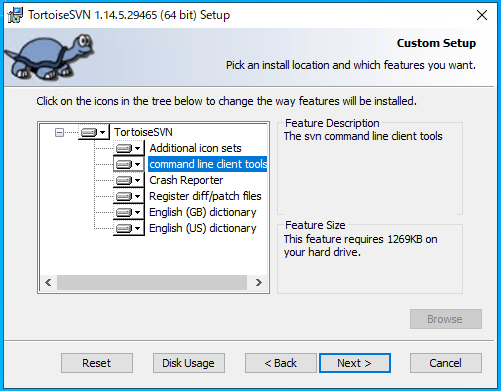 TortoiseSVN 1.14.5.29465 (64 bit) Setup
Custom Setup
Pick an install location and which features you want.
Click on the icons in the tree below to change the way features will be installed.
TortoiseSVN
Additional icon sets
command line client tools
Crash Reporter
Register diff/patch files
English (GB) dictionary
English (US) dictionary
Feature Description
The svn command line client tools
Feature Size
This feature requires 1269KB on
your hard drive.
Browse
Reset
Disk Usage
< Back
Next >
Cancel